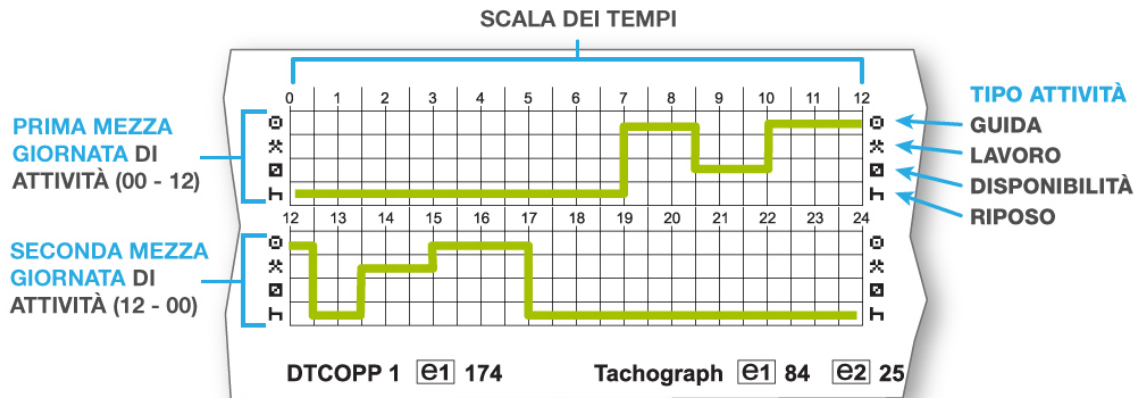 SCALA DEI TEMPI
0 1 2 3 4 5 6 7 8 9 10 11 12
PRIMA MEZZA
GIORNATA DI
ATTIVITÀ (00 - 12)
TIPO ATTIVITÀ
GUIDA
LAVORO
DISPONIBILITÀ
RIPOSO
12 13 14 15 16 17 18 19 20 21 22 23 24
SECONDA MEZZA
GIORNATA DI
ATTIVITÀ (12 - 00)
DTCOPP 1 e1 174 Tachograph e1 84 e2 25